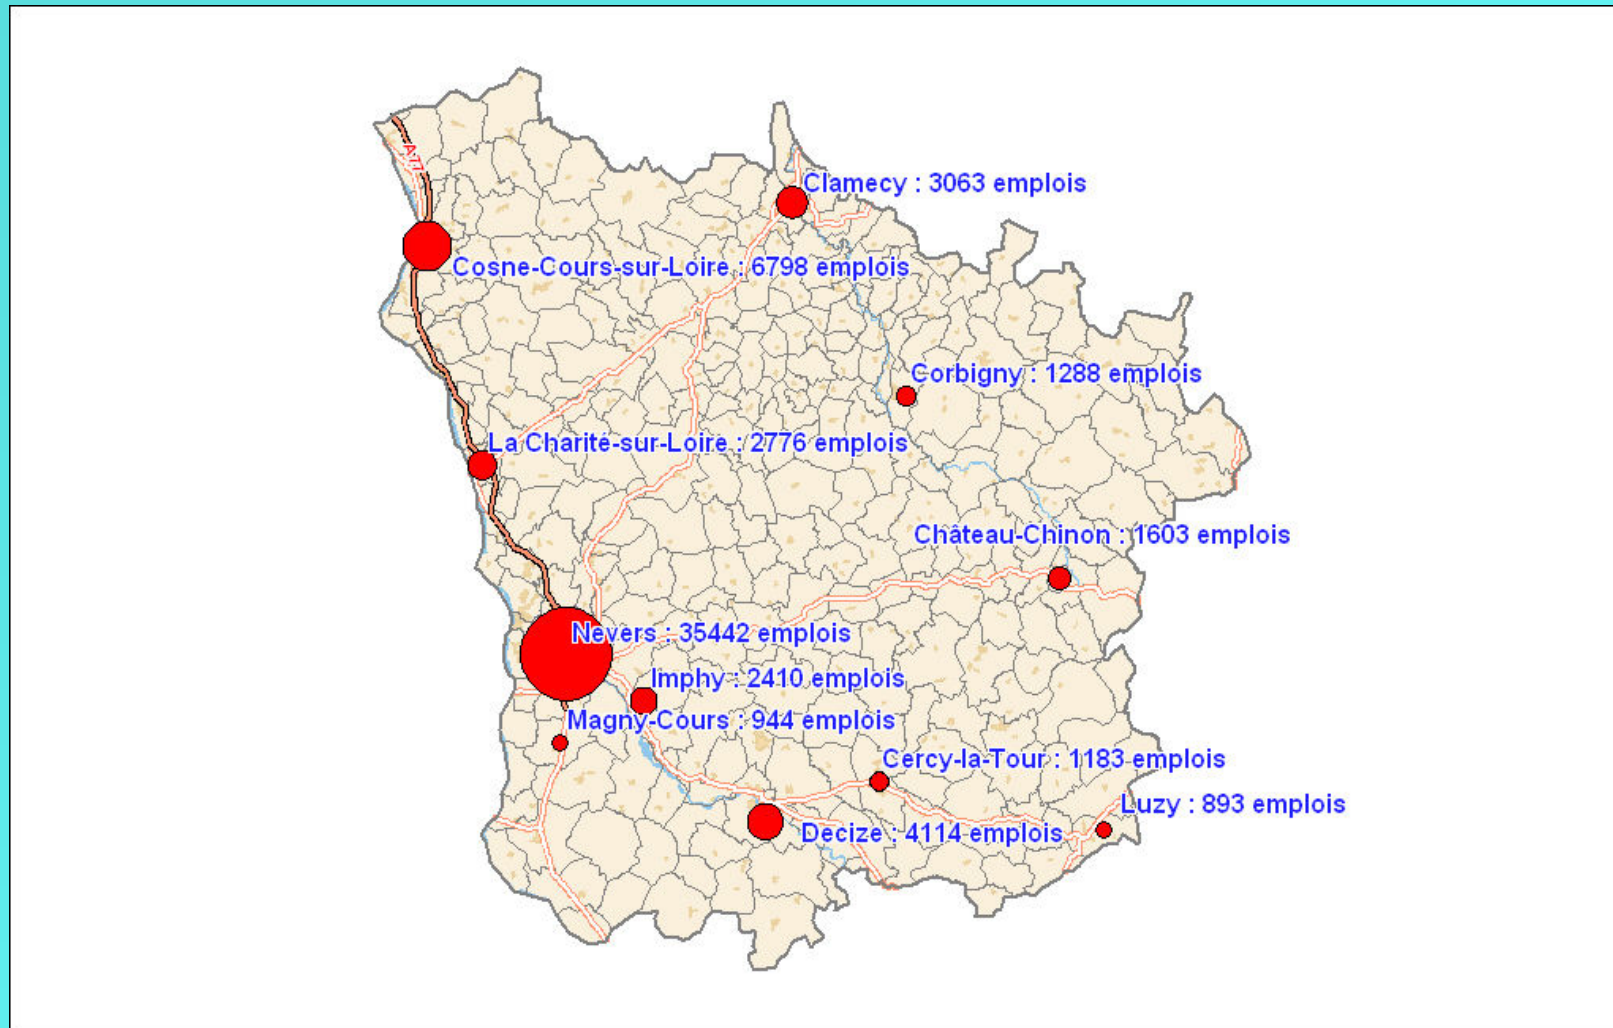 A77
Clamecy : 3063 emplois
Cosne-Cours-sur-Loire : 6798 emplois
Corbigny : 1288 emplois
La Charité-sur-Loire : 2776 emplois
Château-Chinon : 1603 emplois
Nevers : 35442 emplois
Imphy : 2410 emplois
Magny-Cours : 944 emplois
Cercy-la-Tour : 1183 emplois
Luzy : 893 emplois
Decize : 4114 emplois